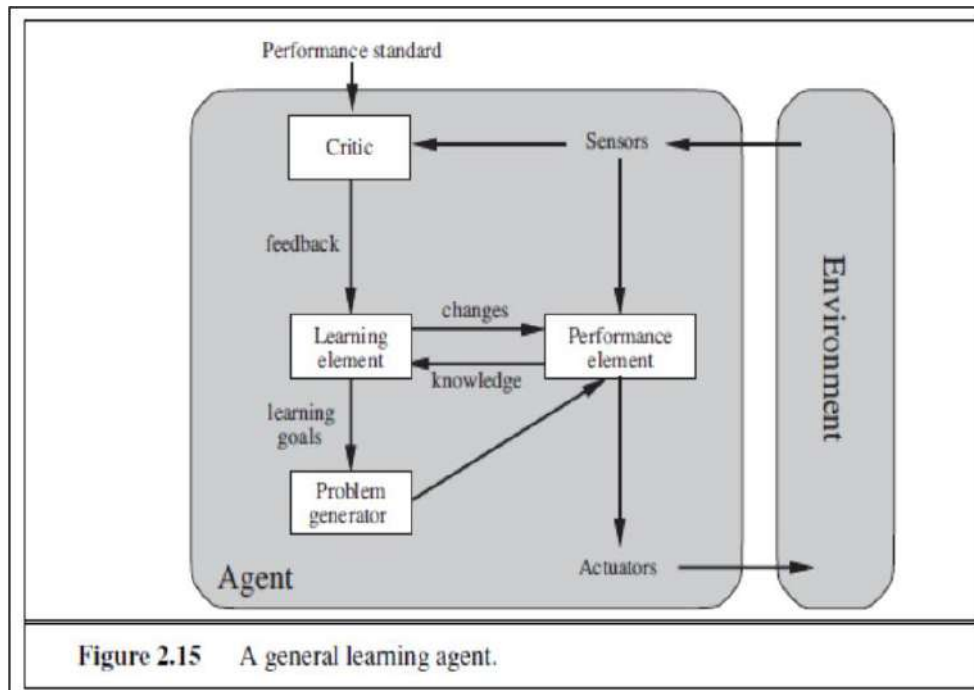 Performance standard
Critic
Sensors
feedback
Learning
element
changes
knowledge
Performance
element
learning
goals
Problem
generator
Agent
Actuators
Environment
Figure 2.15 A general learning agent.